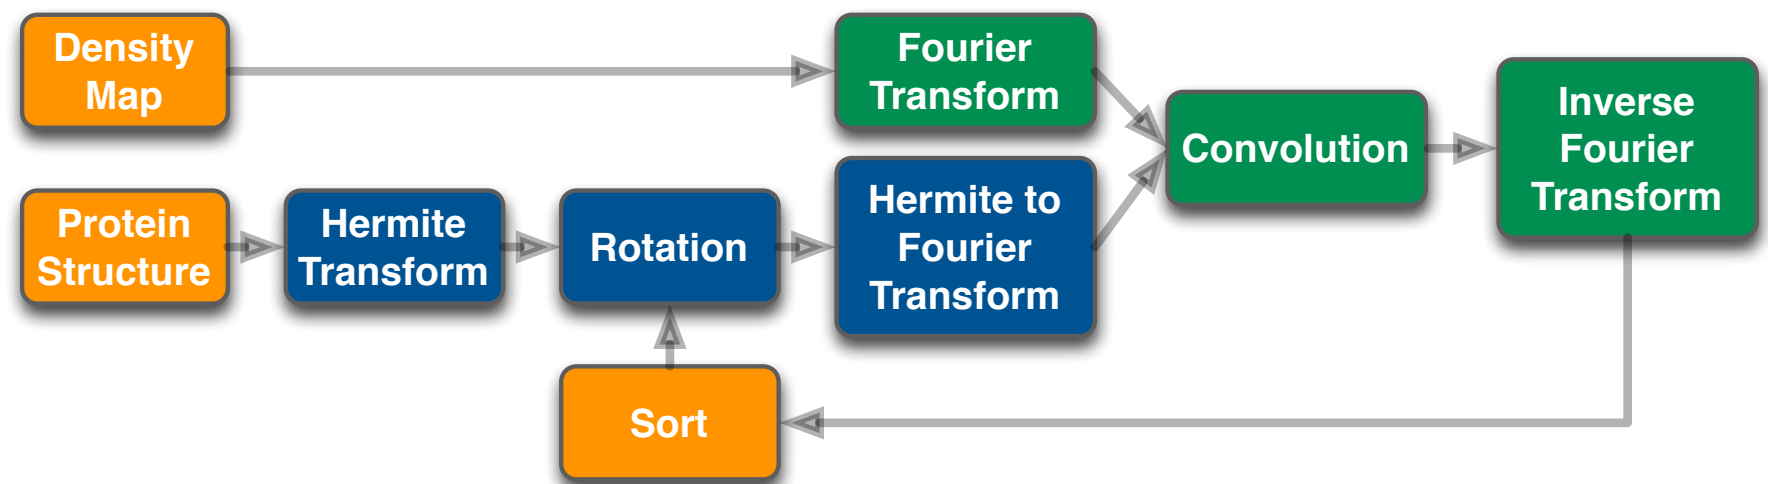 Density
Map
Fourier
Transform
Protein
Structure
Hermite
Transform
Rotation
Hermite to
Fourier
Transform
Convolution
Inverse
Fourier
Transform
Sort